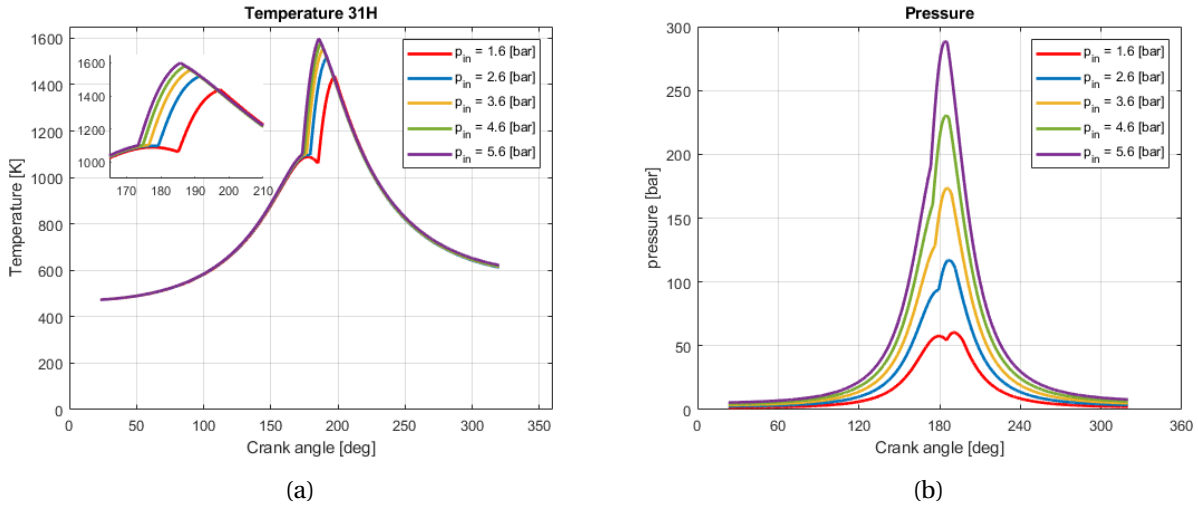 Temperature 31H
1600
1400
1200
1000
800
600
400
200
0
Temperature [K]
0
50
100
150
200
250
300
350
Crank angle [deg]
1600
1400
1200
1000
170
180
190
200
210
p_in = 1.6 [bar]
p_in = 2.6 [bar]
p_in = 3.6 [bar]
p_in = 4.6 [bar]
p_in = 5.6 [bar]
(a)
Pressure
300
250
200
150
100
50
0
pressure [bar]
0
60
120
180
240
300
360
Crank angle [deg]
p_in = 1.6 [bar]
p_in = 2.6 [bar]
p_in = 3.6 [bar]
p_in = 4.6 [bar]
p_in = 5.6 [bar]
(b)